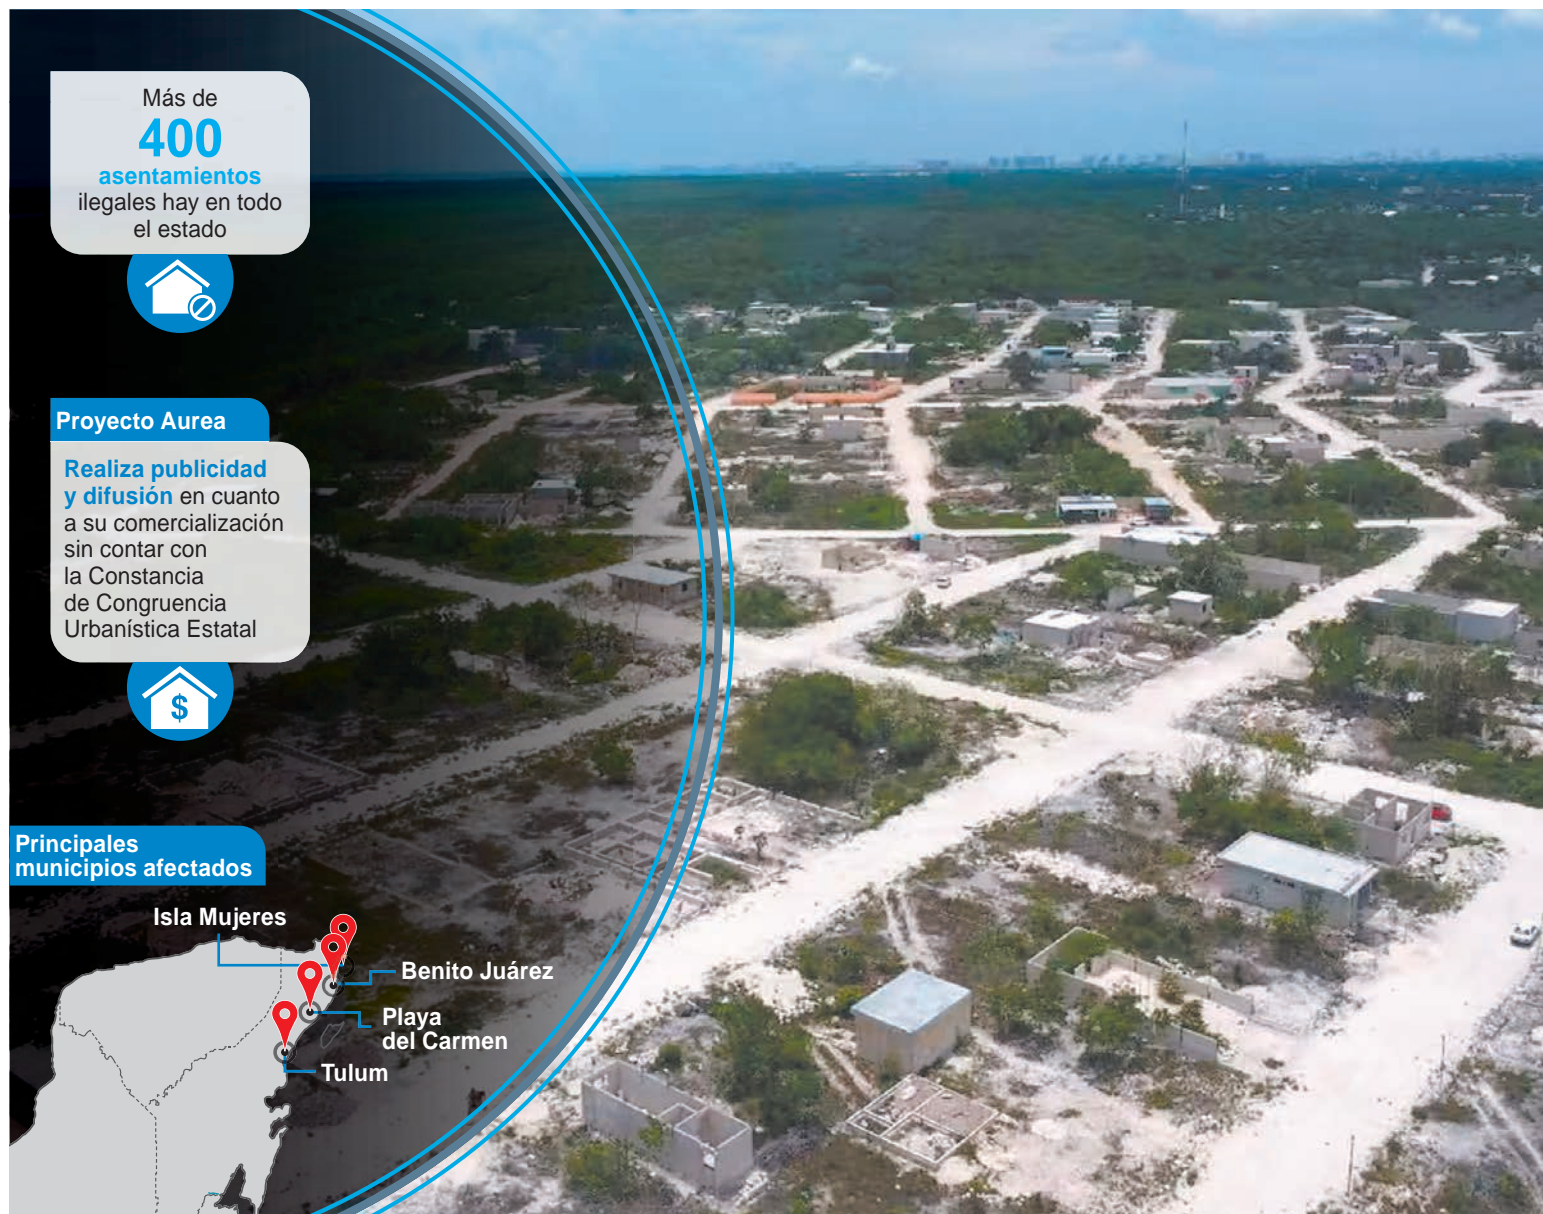 Más de
400
asentamientos
ilegales hay en todo
el estado
Proyecto Aurea
Realiza publicidad
y difusión en cuanto
a su comercialización
sin contar con
la Constancia
de Congruencia
Urbanística Estatal
$
Principales
municipios afectados
Isla Mujeres
Benito Juárez
Playa
del Carmen
Tulum